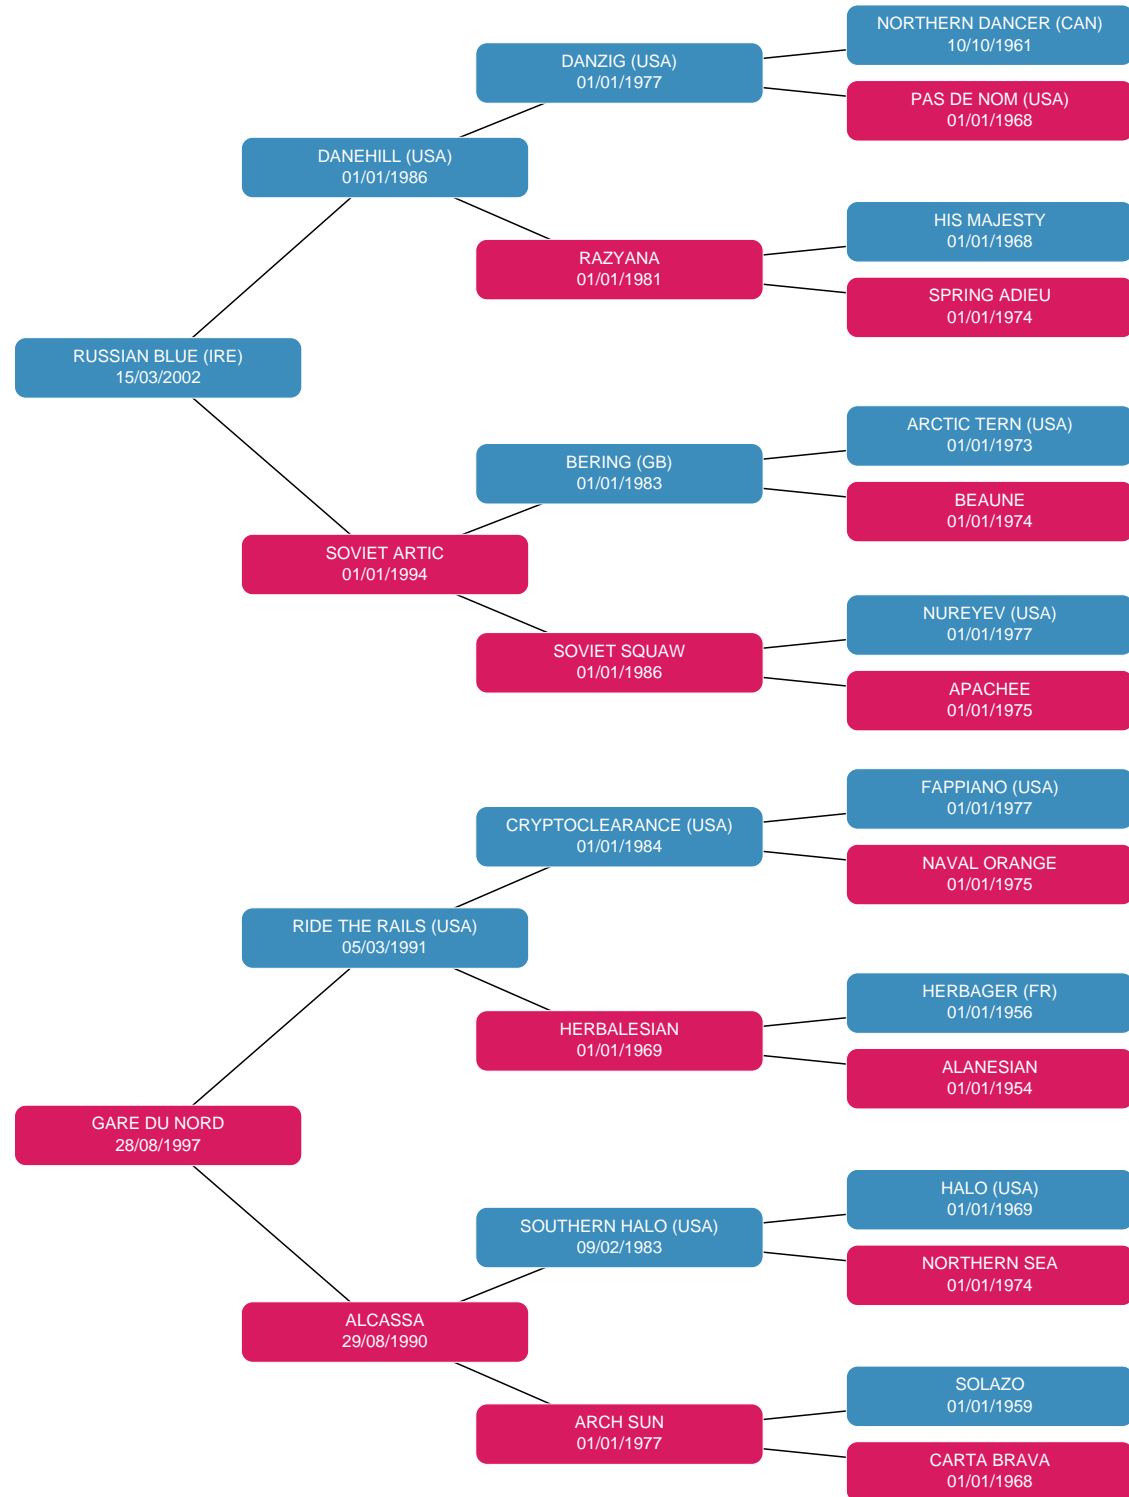 NORTHERN DANCER (CAN)
10/10/1961
DANZIG (USA)
01/01/1977
PAS DE NOM (USA)
01/01/1968
DANEHILL (USA)
01/01/1986
HIS MAJESTY
01/01/1968
RAZYANA
01/01/1981
SPRING ADIEU
01/01/1974
RUSSIAN BLUE (IRE)
15/03/2002
ARCTIC TERN (USA)
01/01/1973
BERING (GB)
01/01/1983
BEAUNE
01/01/1974
SOVIET ARTIC
01/01/1994
NUREYEV (USA)
01/01/1977
SOVIET SQUAW
01/01/1986
APACHEE
01/01/1975
FAPPIANO (USA)
01/01/1977
CRYPTOCLEARANCE (USA)
01/01/1984
NAVAL ORANGE
01/01/1975
RIDE THE RAILS (USA)
05/03/1991
HERBAGER (FR)
01/01/1956
HERBALESIAN
01/01/1969
ALANESIAN
01/01/1954
GARE DU NORD
28/08/1997
HALO (USA)
01/01/1969
SOUTHERN HALO (USA)
09/02/1983
NORTHERN SEA
01/01/1974
ALCASSA
29/08/1990
SOLAZO
01/01/1959
ARCH SUN
01/01/1977
CARTA BRAVA
01/01/1968